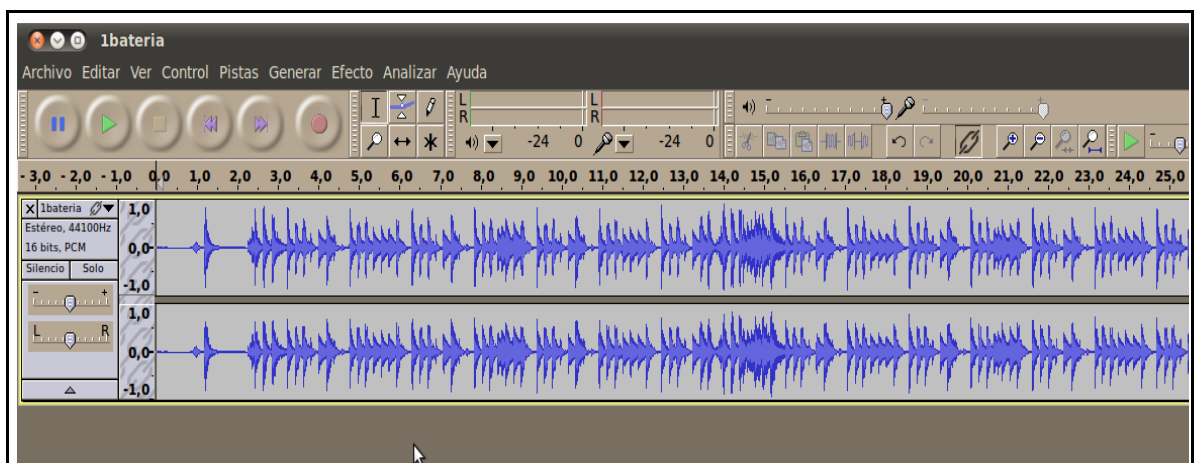 1bateria
Archivo Editar Ver Control Pistas Generar Efecto Analizar Ayuda
L
R
L
R
-24 0
-24 0
- 3,0 - 2,0 - 1,0 0,0 1,0 2,0 3,0 4,0 5,0 6,0 7,0 8,0 9,0 10,0 11,0 12,0 13,0 14,0 15,0 16,0 17,0 18,0 19,0 20,0 21,0 22,0 23,0 24,0 25,0
X 1bateria
Estéreo, 44100Hz
16 bits, PCM
Silencio Solo
- +
L R
1,0
0,0
-1,0
1,0
0,0
-1,0